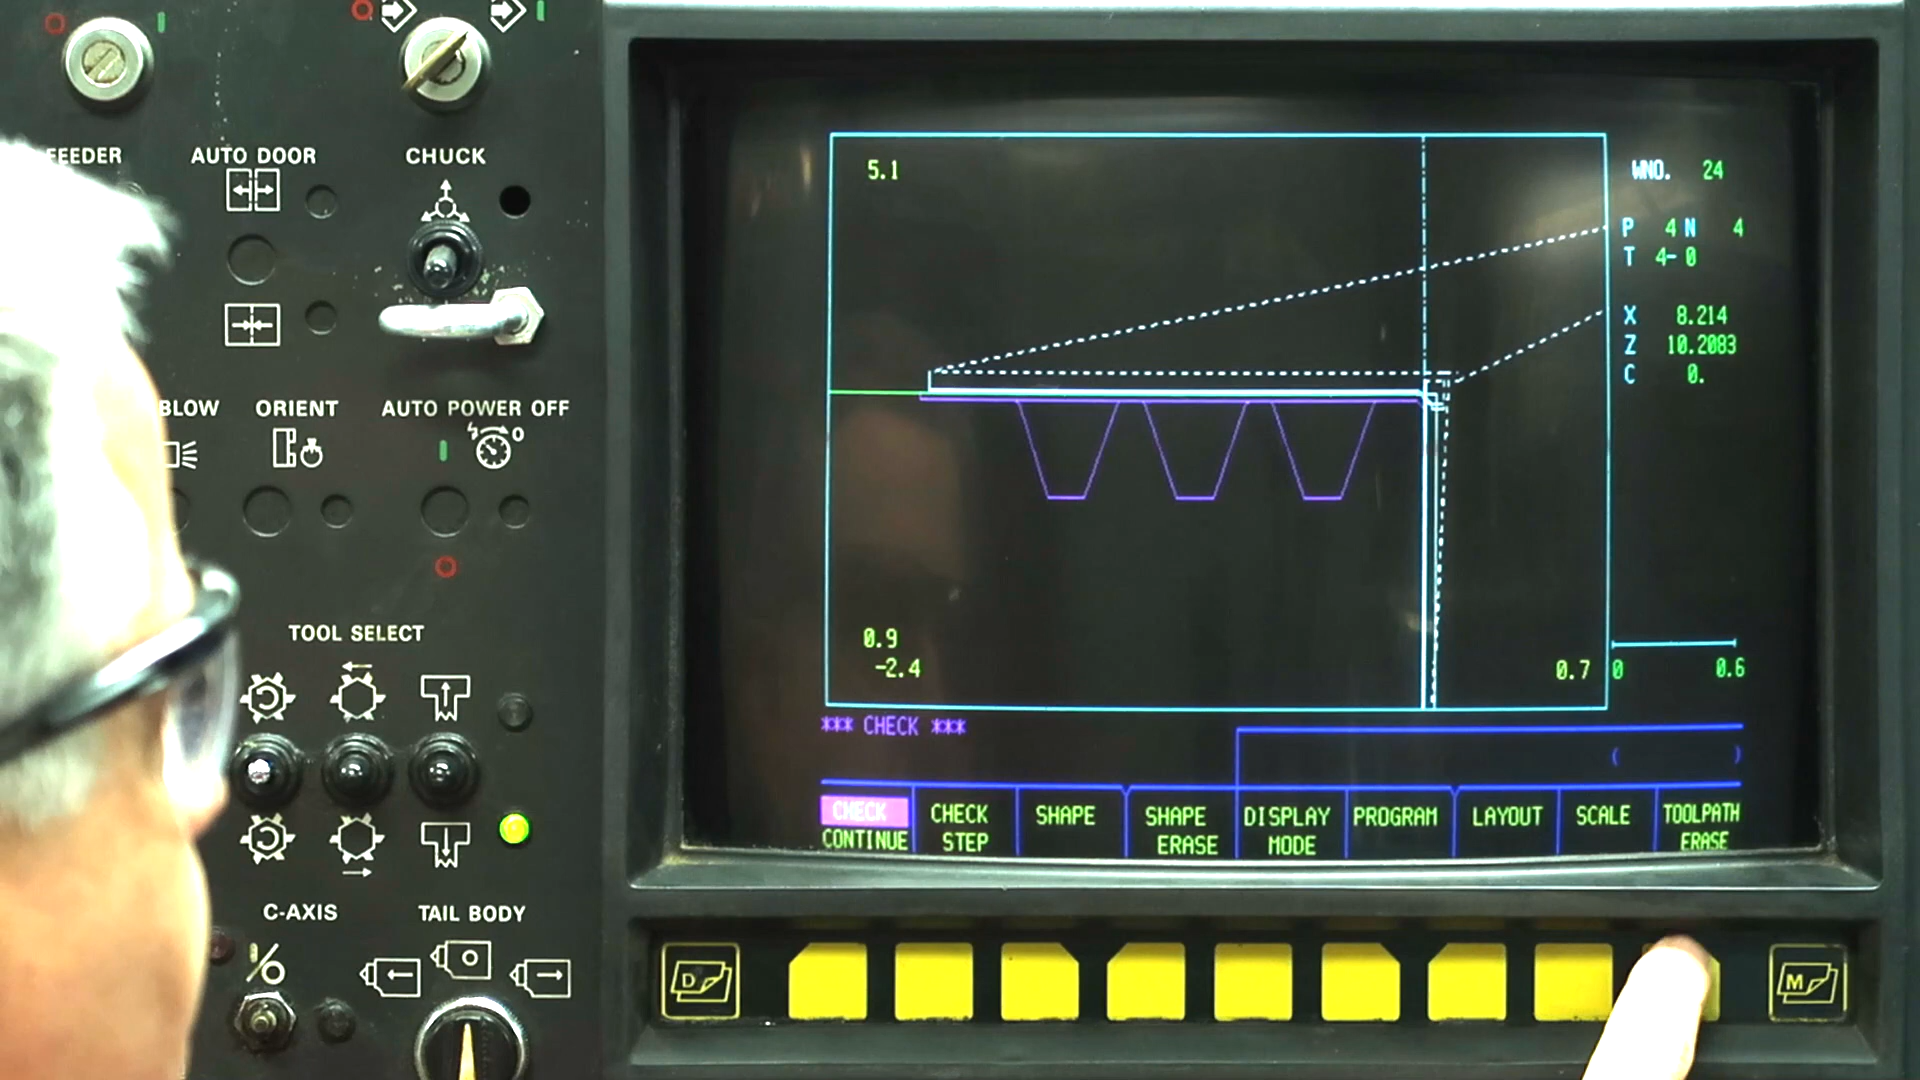 FEEDER
AUTO DOOR
CHUCK
BLOW
ORIENT
AUTO POWER OFF
TOOL SELECT
C-AXIS
TAIL BODY
5.1
WNO. 24
P 4 N 4
T 4- 0
X 8.214
Z 10.2083
C 0.
0.9
-2.4
0.7
0 0.6
*** CHECK ***
( )
CHECK CONTINUE
CHECK STEP
SHAPE
SHAPE ERASE
DISPLAY MODE
PROGRAM
LAYOUT
SCALE
TOOLPATH ERASE
D
M